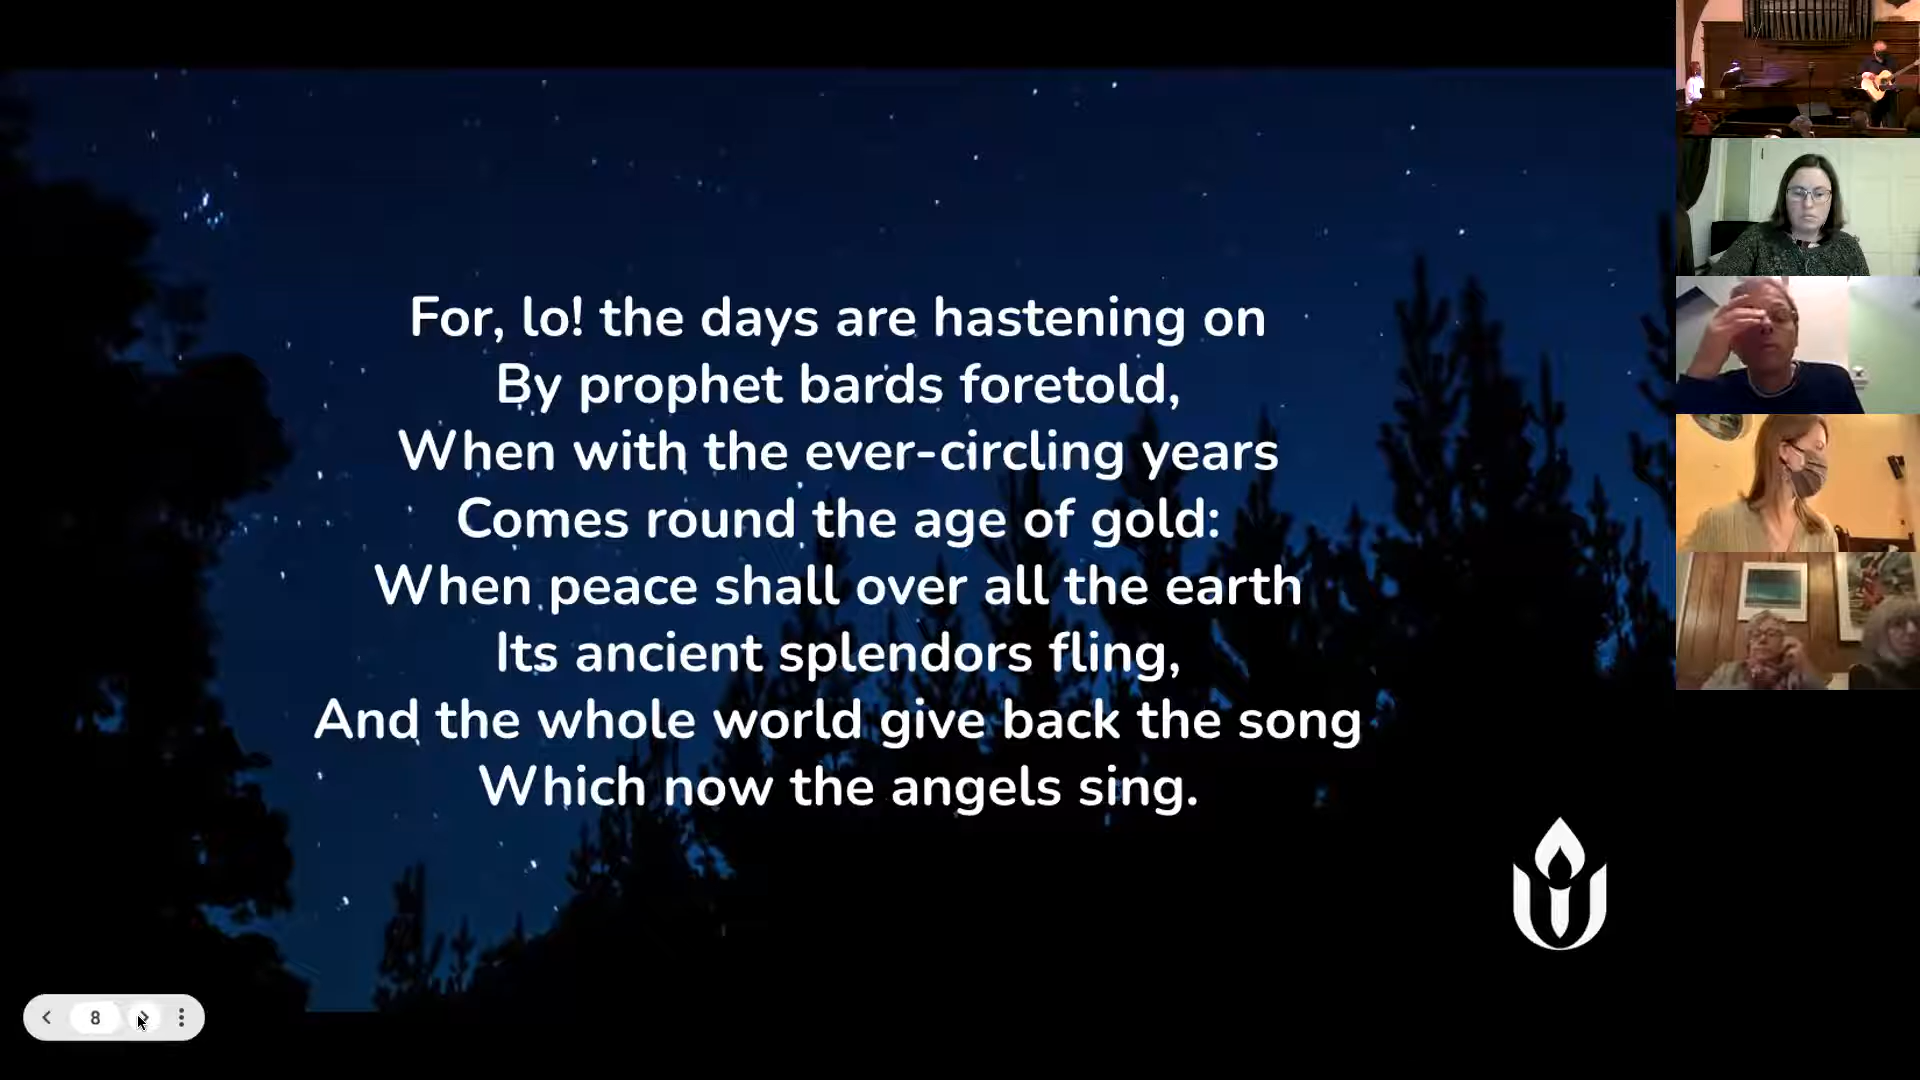 For, lo! the days are hastening on
By prophet bards foretold,
When with the ever-circling years
Comes round the age of gold:
When peace shall over all the earth
Its ancient splendors fling,
And the whole world give back the song
Which now the angels sing.
8